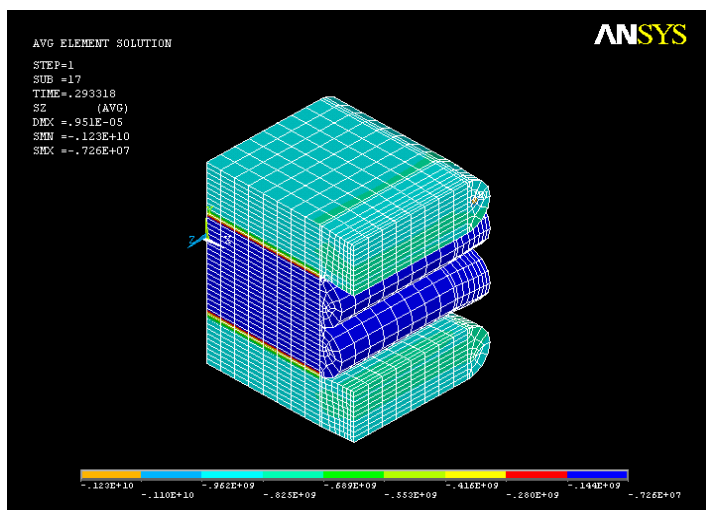 ANSYS
AVG ELEMENT SOLUTION
STEP=1
SUB =17
TIME=.293318
SZ (AVG)
DMX =.951E-05
SMN =-.123E+10
SMX =-.726E+07
Z X
-.123E+10 -.962E+09 -.689E+09 -.416E+09 -.144E+09
-.110E+10 -.825E+09 -.553E+09 -.280E+09 -.726E+07